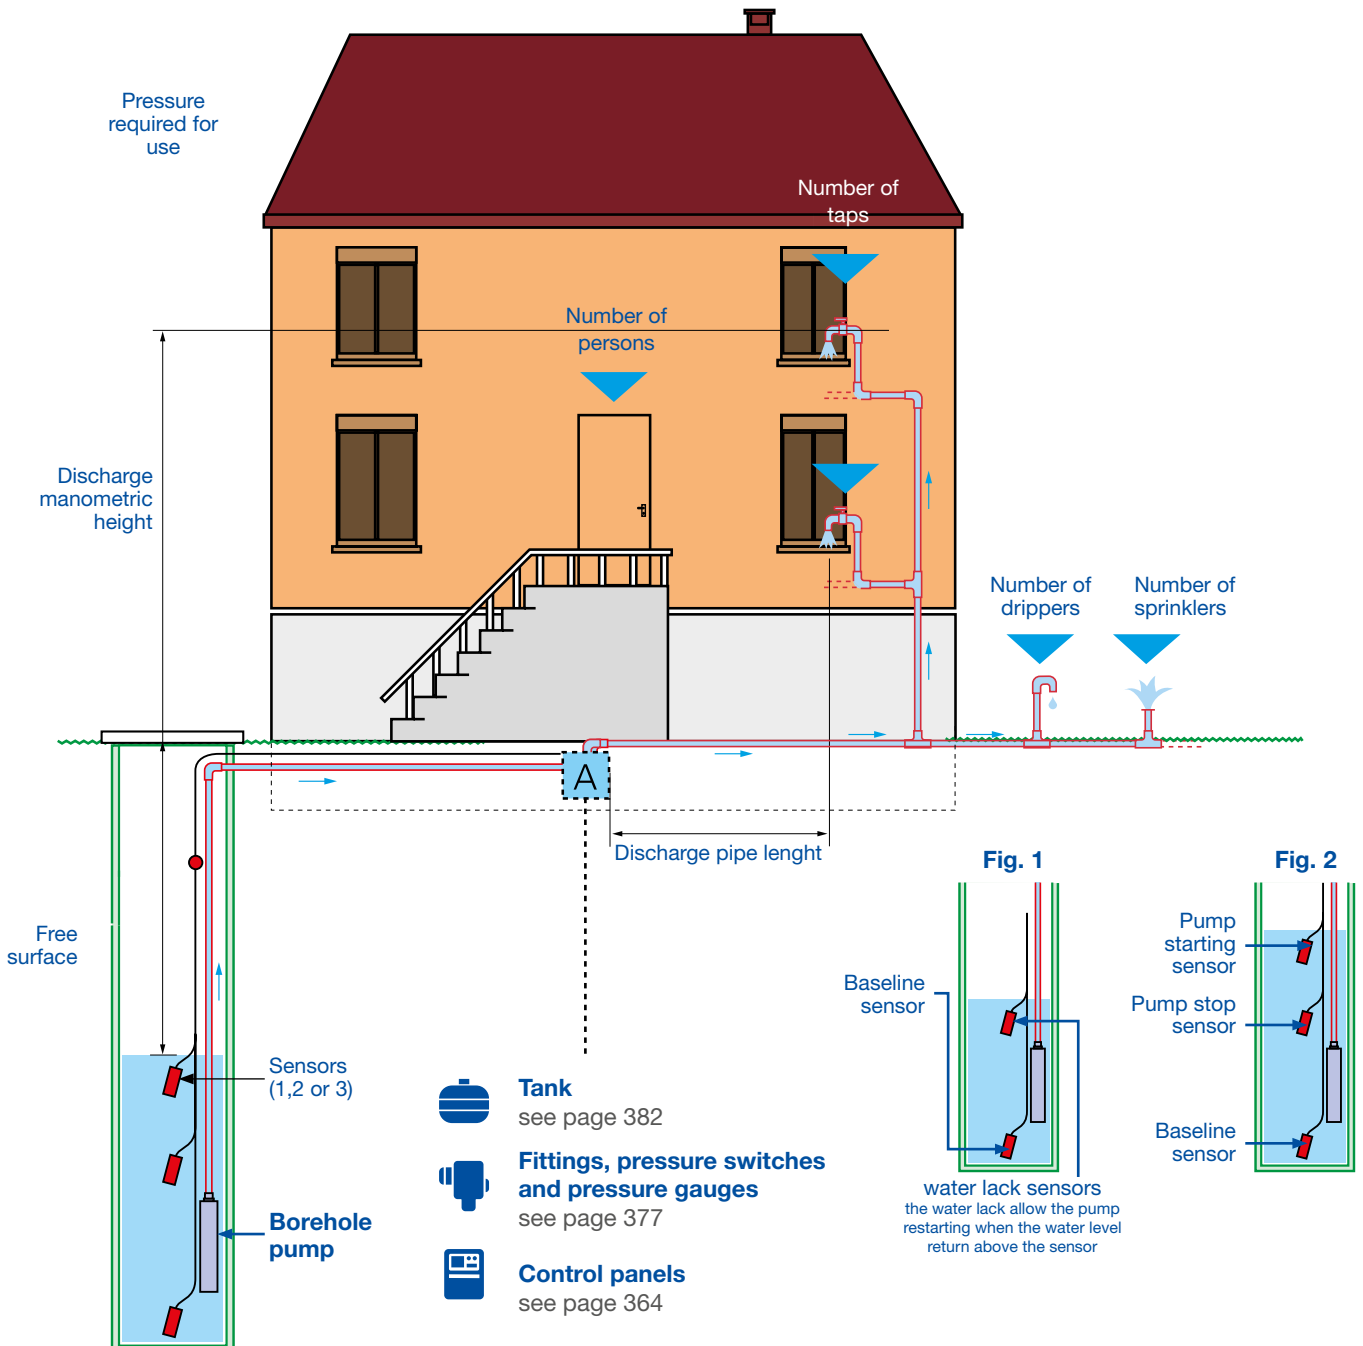 Pressure
required for
use
Number of
taps
Number of
persons
Discharge
manometric
height
Number of
drippers
Number of
sprinklers
A
Discharge pipe lenght
Free
surface
Sensors
(1,2 or 3)
Borehole
pump
Tank
see page 382
Fittings, pressure switches
and pressure gauges
see page 377
Control panels
see page 364
Fig. 1
Baseline
sensor
water lack sensors
the water lack allow the pump
restarting when the water level
return above the sensor
Fig. 2
Pump
starting
sensor
Pump stop
sensor
Baseline
sensor